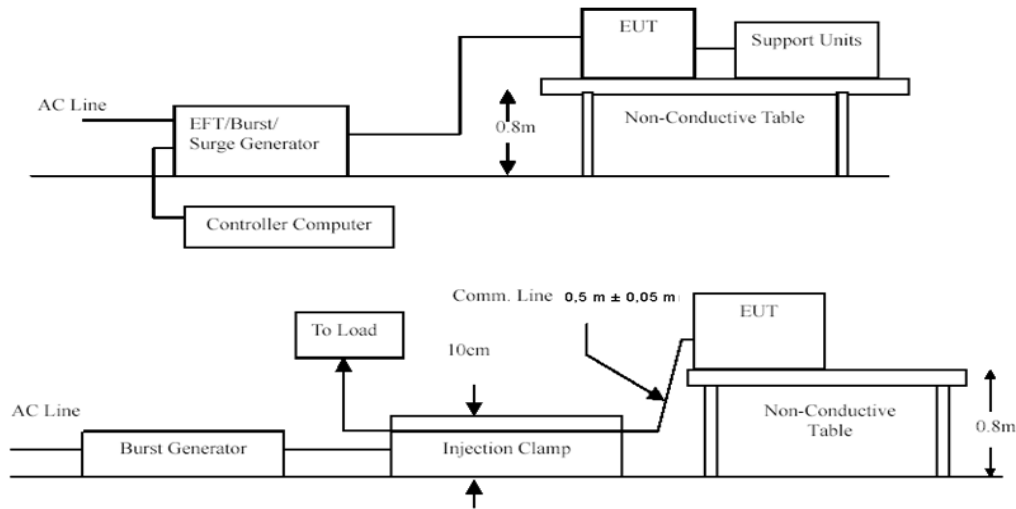 EUT
Support Units
AC Line
EFT/Burst/
Surge Generator
0.8m
Non-Conductive Table
Controller Computer
Comm. Line 0,5 m ± 0,05 m
EUT
To Load
10cm
AC Line
Non-Conductive
Table
0.8m
Burst Generator
Injection Clamp